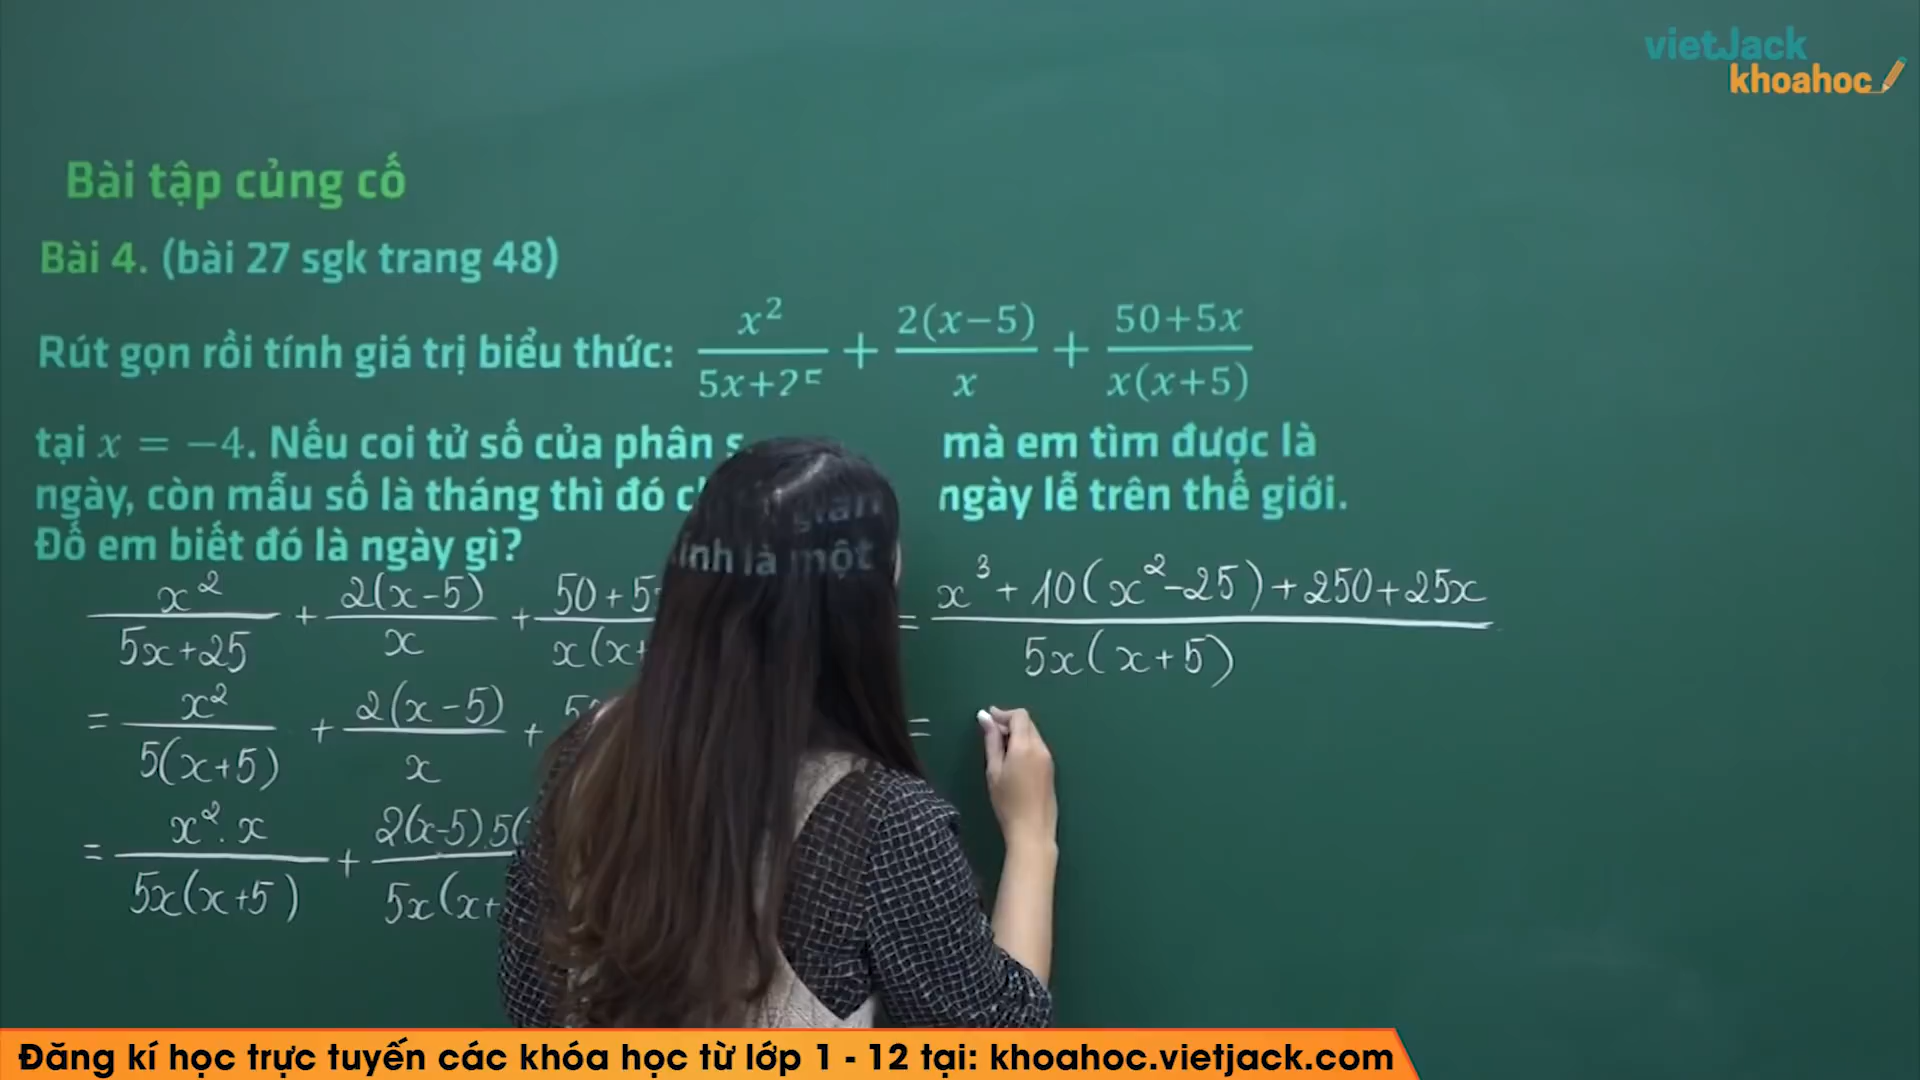 vietJack
khoahoc
Bài tập củng cố
Bài 4. (bài 27 sgk trang 48)
Rút gọn rồi tính giá trị biểu thức: x²/(5x+25) + 2(x−5)/x + (50+5x)/(x(x+5))
tại x = −4. Nếu coi tử số của phân mà em tìm được là
ngày, còn mẫu số là tháng thì đó ngày lễ trên thế giới.
Đố em biết đó là ngày gì?
là một
x²/(5x+25) + 2(x-5)/x + 50+5 / x(x+
= x²/(5(x+5)) + 2(x-5)/x +
= x².x/(5x(x+5)) + 2(x-5).5( / 5x(x+
= (x³ + 10(x²-25) + 250 + 25x)/(5x(x+5))
=
Đăng kí học trực tuyến các khóa học từ lớp 1 - 12 tại: khoahoc.vietjack.com